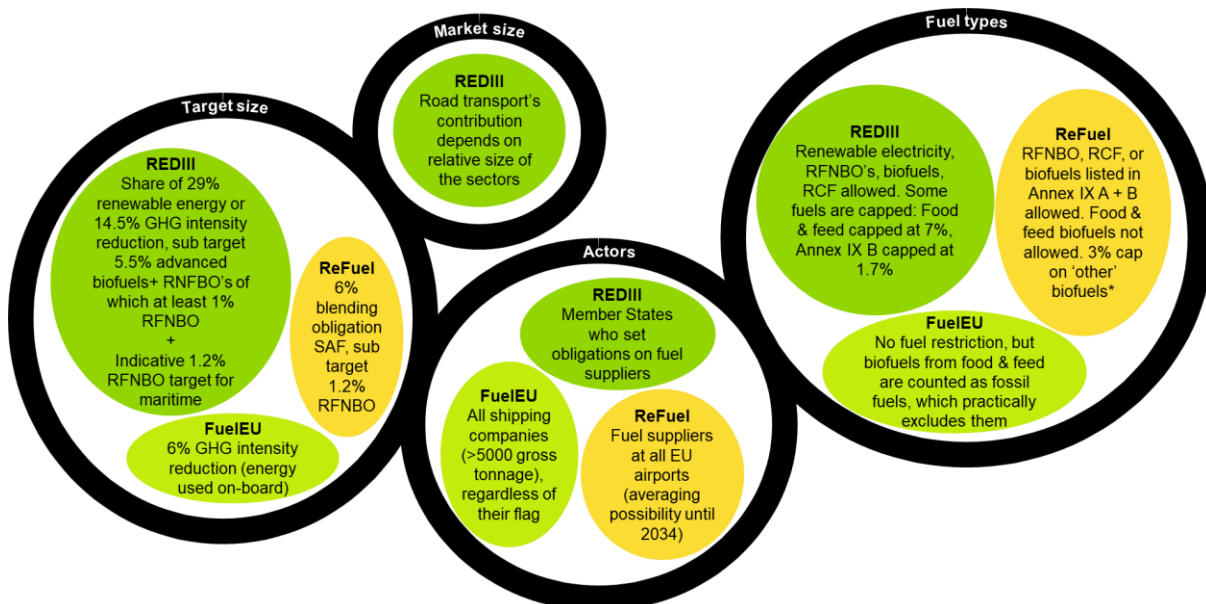 Market size
REDIII
Road transport's
contribution
depends on
relative size of
the sectors
Target size
REDIII
Share of 29%
renewable energy or
14.5% GHG intensity
reduction, sub target
5.5% advanced
biofuels+ RNFBO's of
which at least 1%
RFNBO
+
Indicative 1.2%
RFNBO target for
maritime
ReFuel
6%
blending
obligation
SAF, sub
target
1.2%
RFNBO
FuelEU
6% GHG intensity
reduction (energy
used on-board)
Actors
REDIII
Member States
who set
obligations on fuel
suppliers
FuelEU
All shipping
companies
(>5000 gross
tonnage),
regardless of
their flag
ReFuel
Fuel suppliers
at all EU
airports
(averaging
possibility until
2034)
Fuel types
REDIII
Renewable electricity,
RFNBO's, biofuels,
RCF allowed. Some
fuels are capped: Food
& feed capped at 7%,
Annex IX B capped at
1.7%
ReFuel
RFNBO, RCF, or
biofuels listed in
Annex IX A + B
allowed. Food &
feed biofuels not
allowed. 3% cap
on 'other'
biofuels*
FuelEU
No fuel restriction, but
biofuels from food & feed
are counted as fossil
fuels, which practically
excludes them